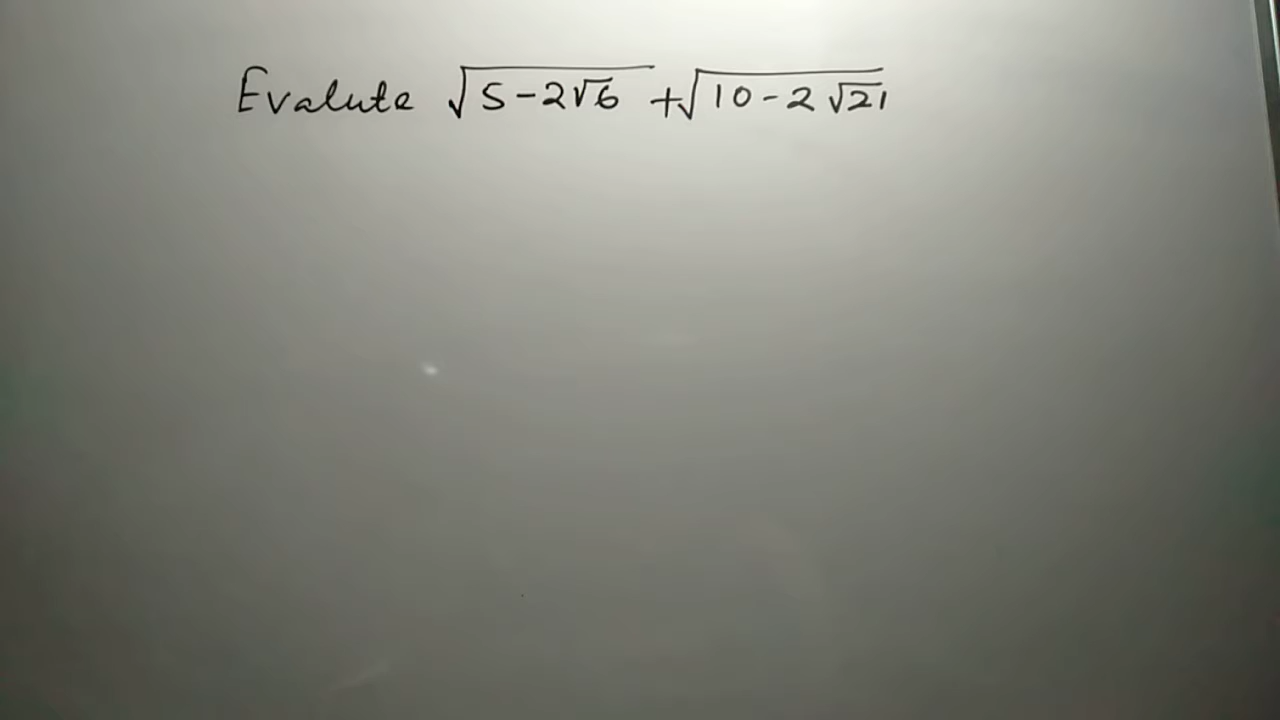 Evalute √(5-2√6) + √(10-2√21)